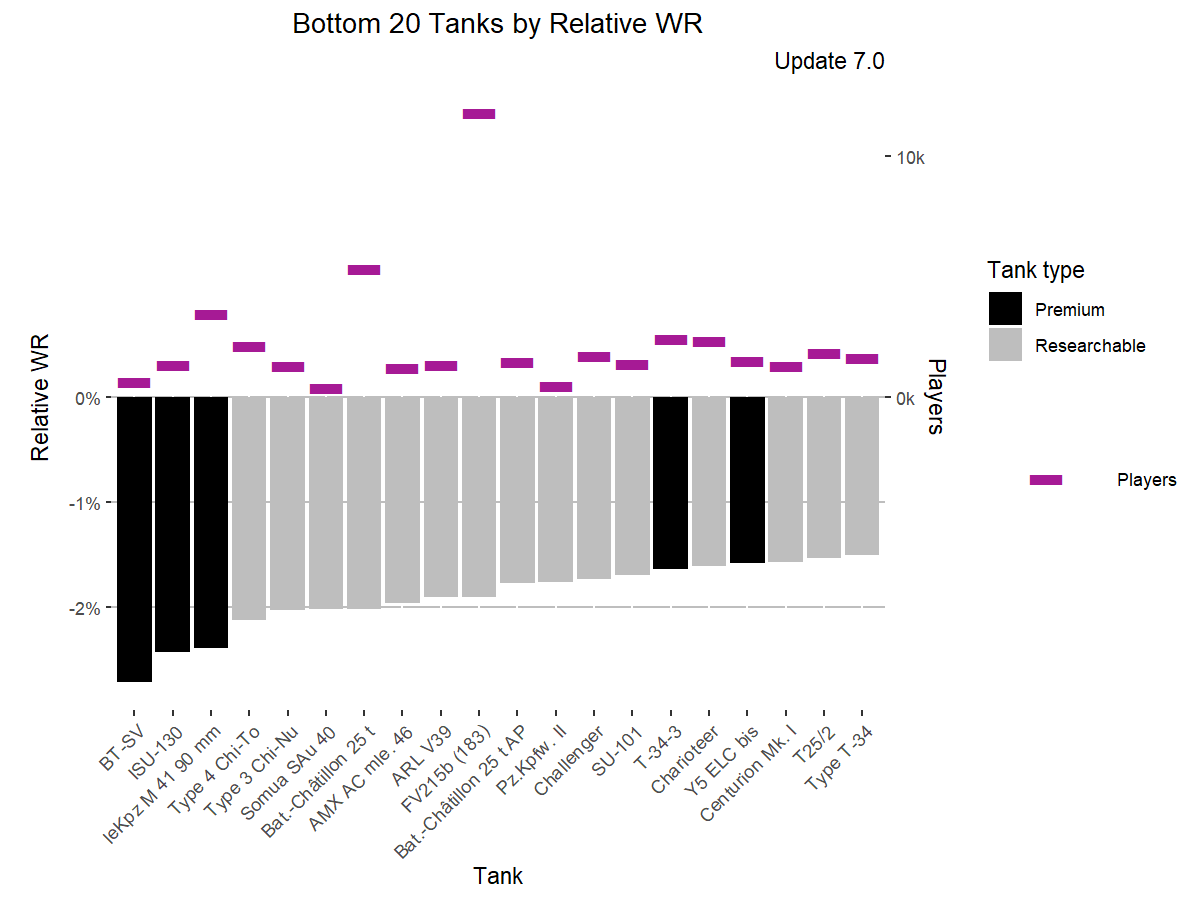 Bottom 20 Tanks by Relative WR
Update 7.0
10k
0k
Players
Relative WR
0%
-1%
-2%
Tank type
Premium
Researchable
Players
BT-SV
ISU-130
leKpz M 41 90 mm
Type 4 Chi-To
Type 3 Chi-Nu
Somua SAu 40
Bat.-Châtillon 25 t
AMX AC mle. 46
ARL V39
FV215b (183)
Bat.-Châtillon 25 t AP
Pz.Kpfw. II
Challenger
SU-101
T-34-3
Charioteer
Y5 ELC bis
Centurion Mk. I
T25/2
Type T-34
Tank